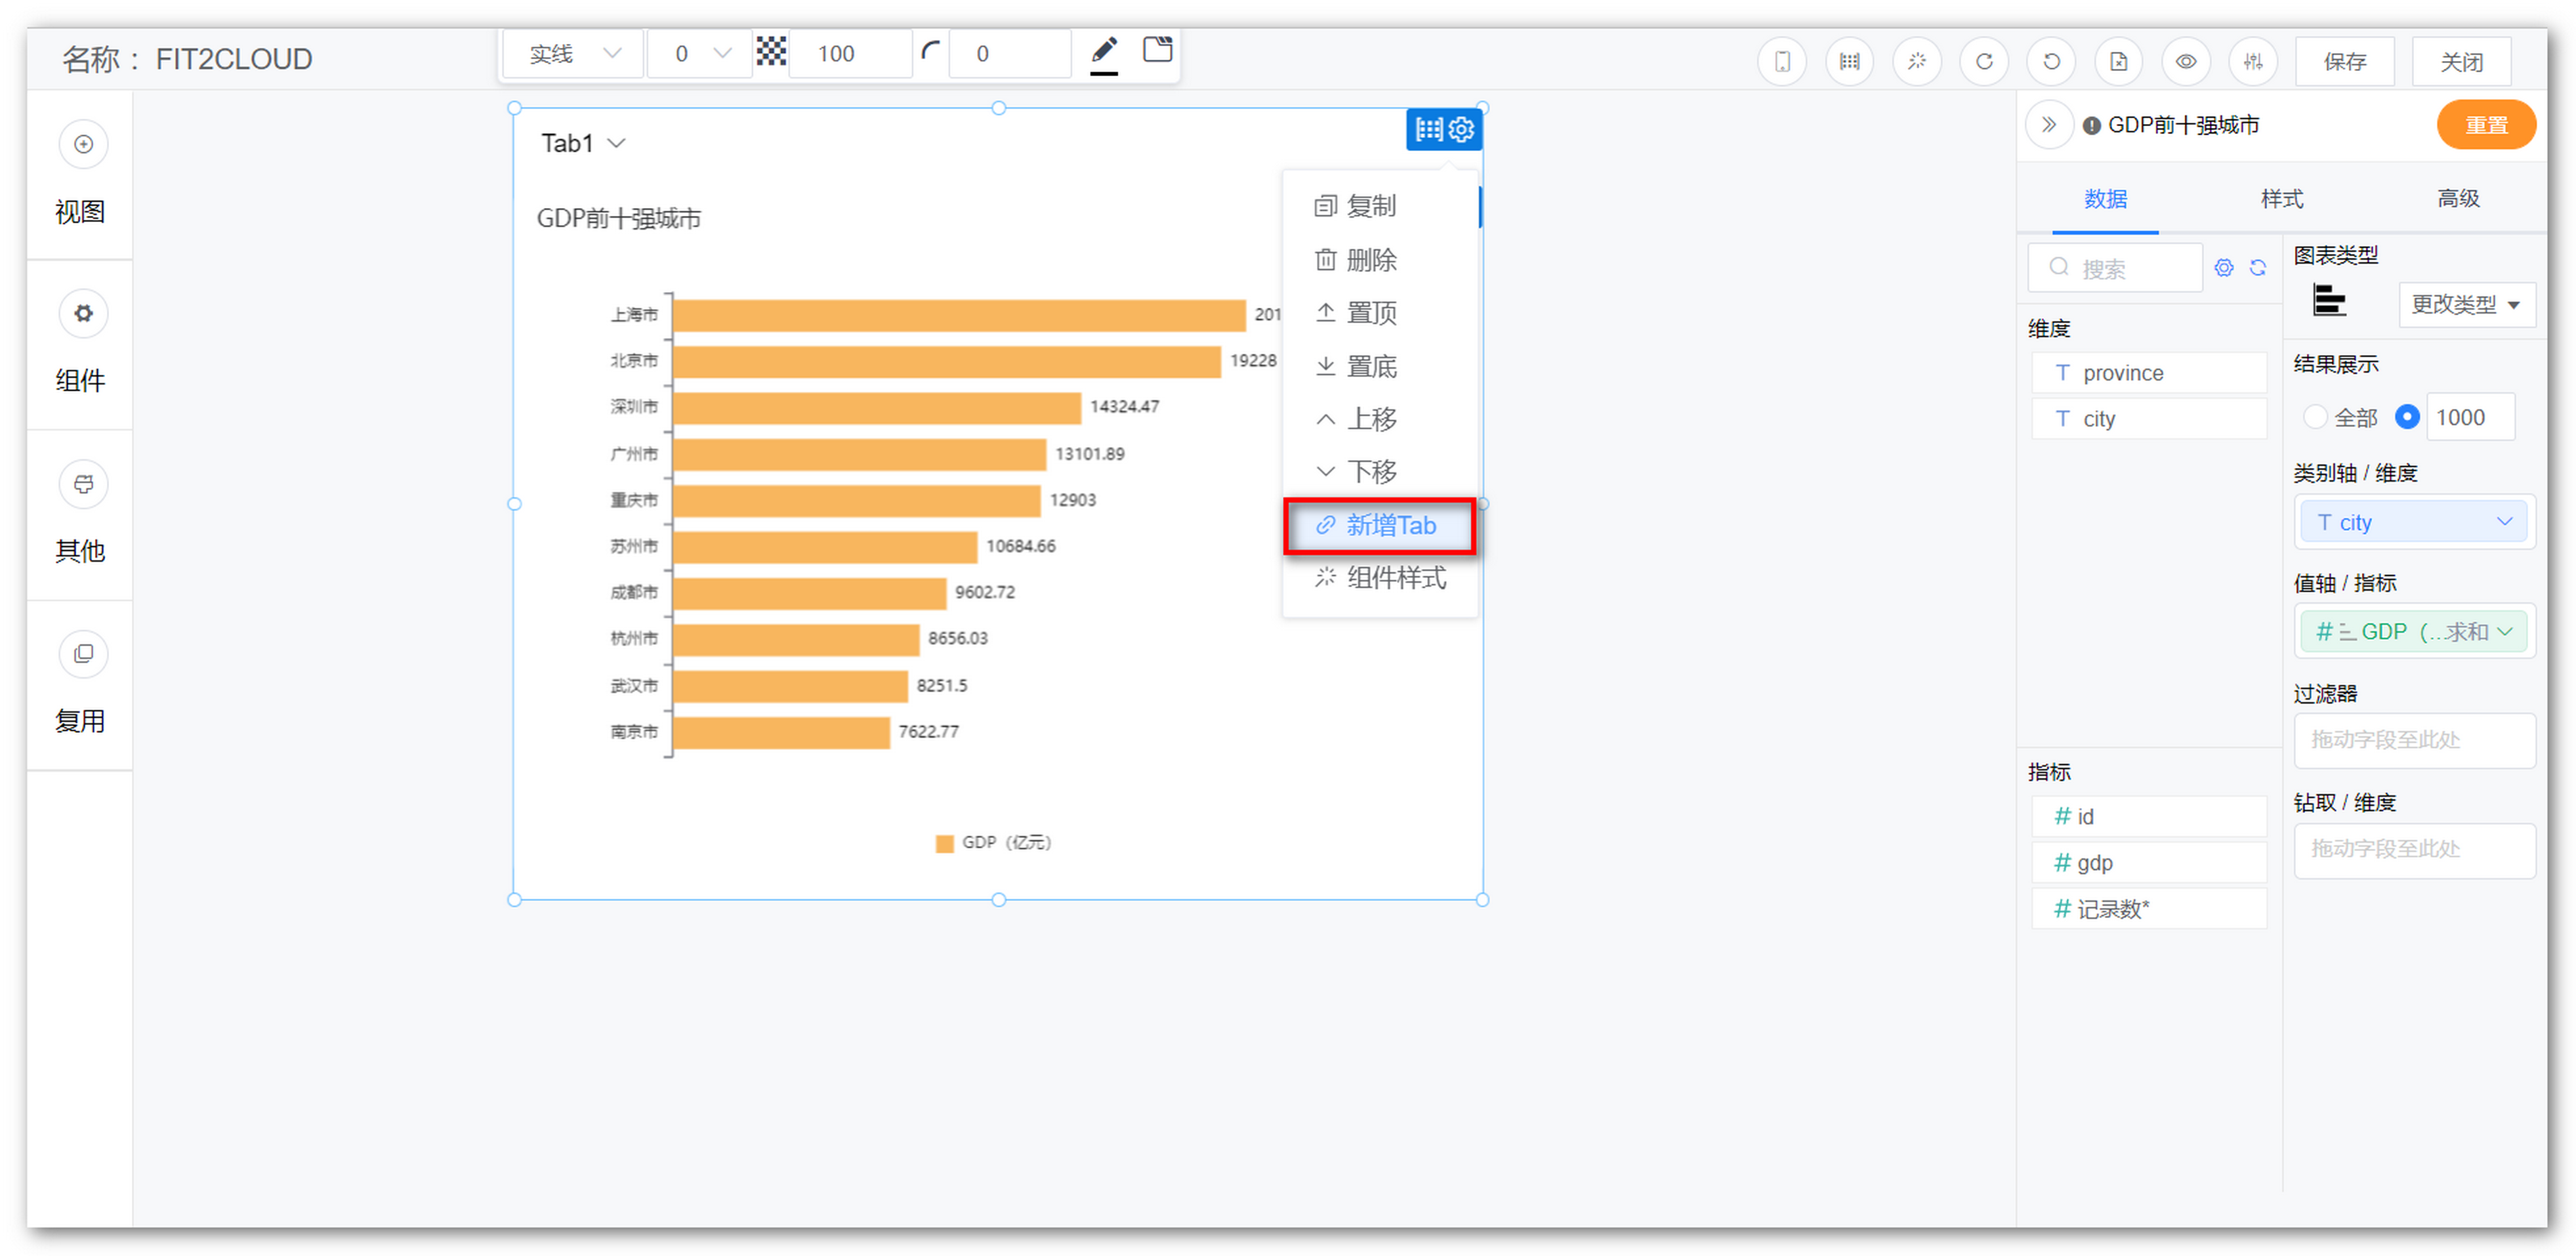 名称： FIT2CLOUD
实线 0 100 0
保存 关闭
视图
组件
其他
复用
Tab1
GDP前十强城市
上海市 201
北京市 19228
深圳市 14324.47
广州市 13101.89
重庆市 12903
苏州市 10684.66
成都市 9602.72
杭州市 8656.03
武汉市 8251.5
南京市 7622.77
GDP（亿元）
复制
删除
置顶
置底
上移
下移
新增Tab
组件样式
GDP前十强城市 重置
数据 样式 高级
搜索
维度
T province
T city
指标
# id
# gdp
# 记录数*
图表类型
更改类型
结果展示
全部 1000
类别轴 / 维度
T city
值轴 / 指标
# GDP（...求和
过滤器
拖动字段至此处
钻取 / 维度
拖动字段至此处